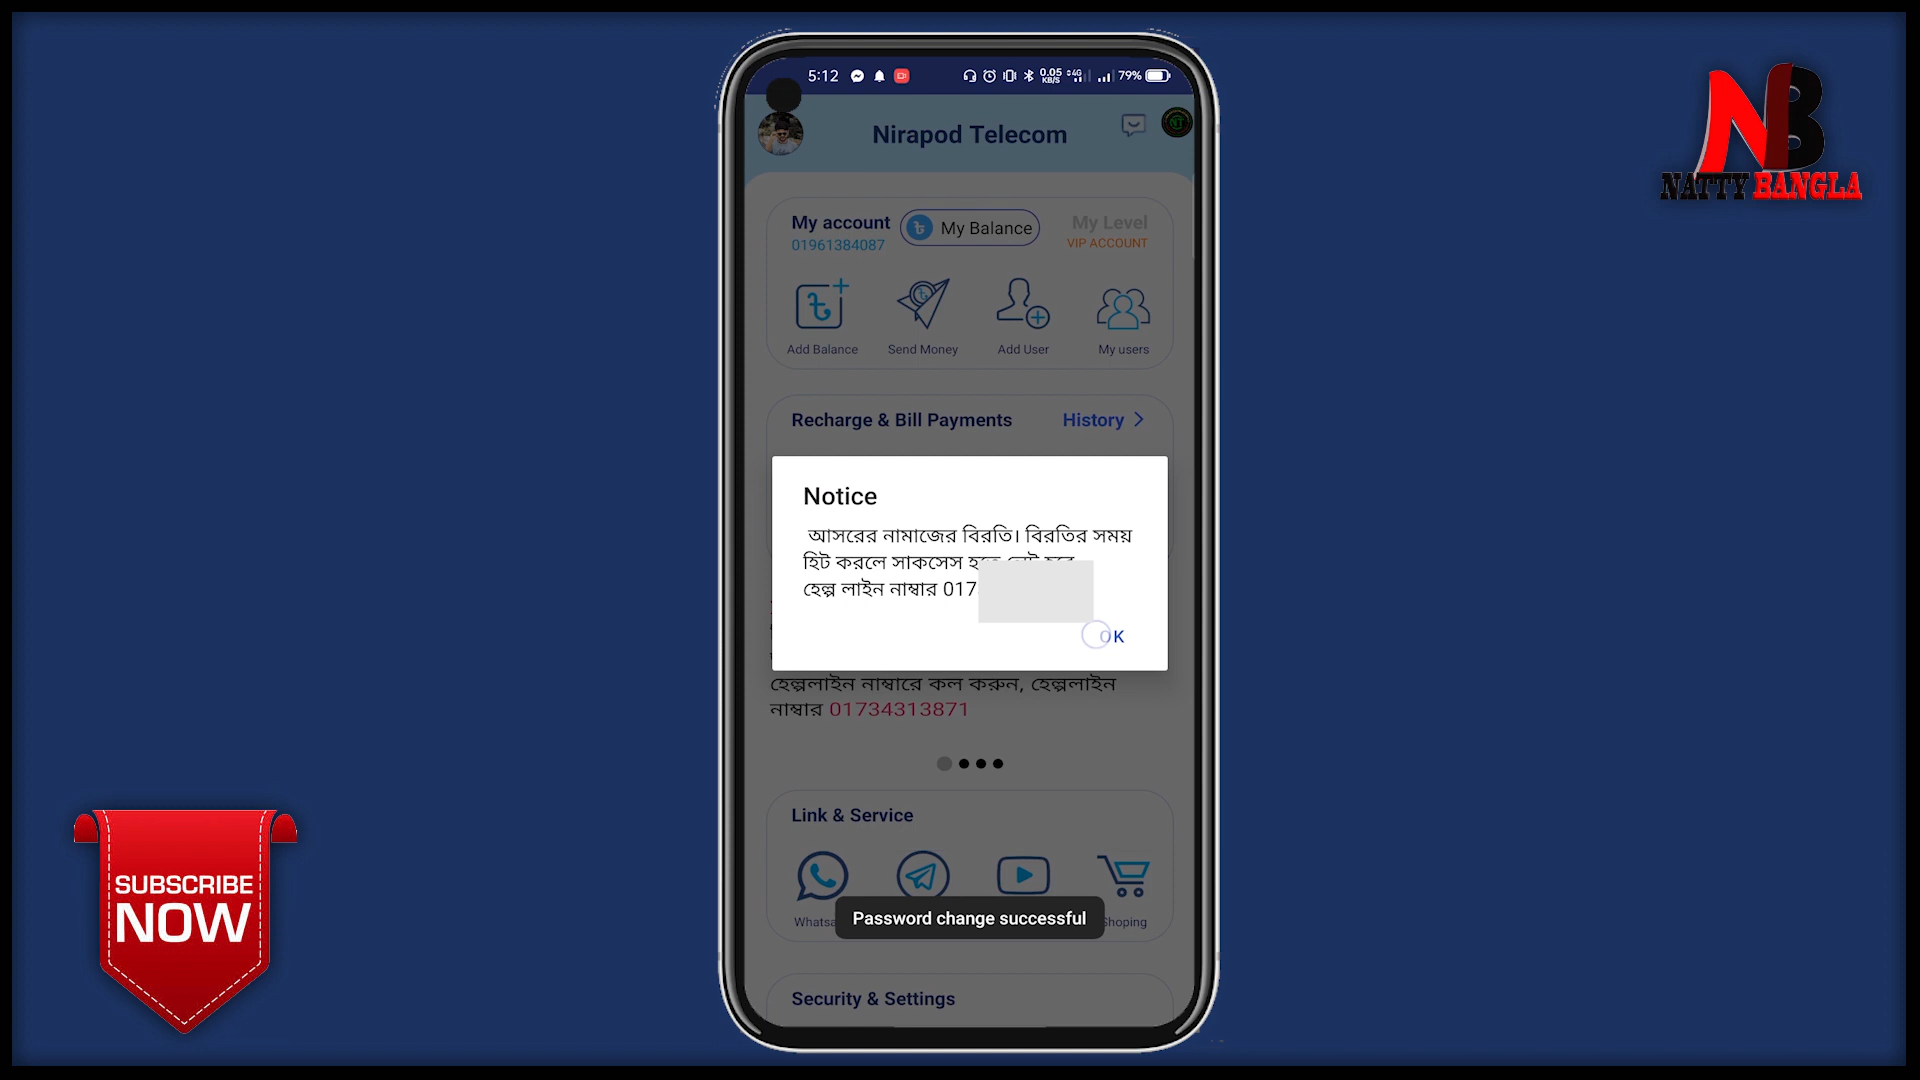 5:12
0.05 KB/S 4G 79%
Nirapod Telecom
NATTY BANGLA
My account
01961384087
My Balance
My Level
VIP ACCOUNT
Add Balance
Send Money
Add User
My users
Recharge & Bill Payments
History
Notice
আসরের নামাজের বিরতি। বিরতির সময়
হিট করলে সাকসেস
হেল্প লাইন নাম্বার 017
OK
হেল্পলাইন নাম্বারে কল করুন, হেল্পলাইন
নাম্বার 01734313871
Link & Service
Whatsa
Shoping
Password change successful
Security & Settings
SUBSCRIBE
NOW